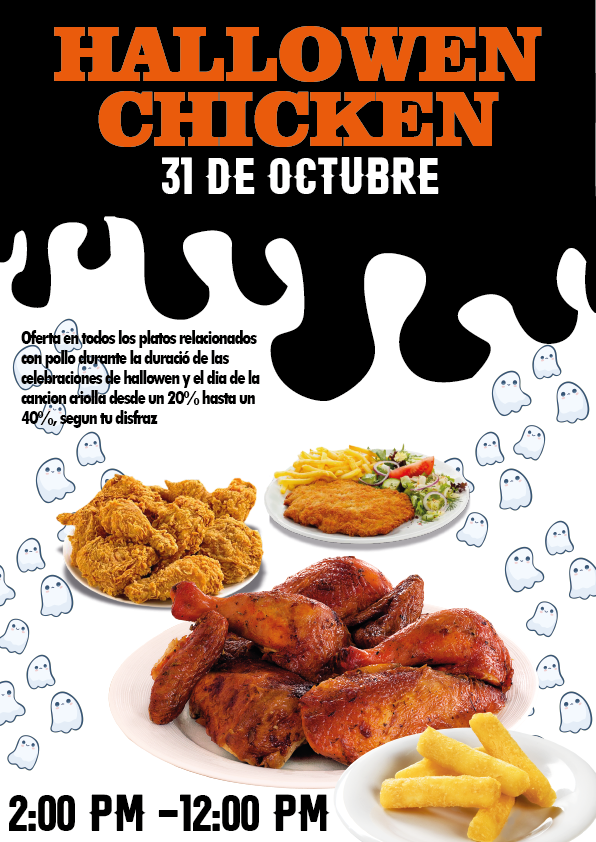 HALLOWEN
CHICKEN
31 DE OCTUBRE
Oferta en todos los platos relacionados
con pollo durante la duració de las
celebraciones de hallowen y el dia de la
cancion criolla desde un 20% hasta un
40%, segun tu disfraz
2:00 PM -12:00 PM